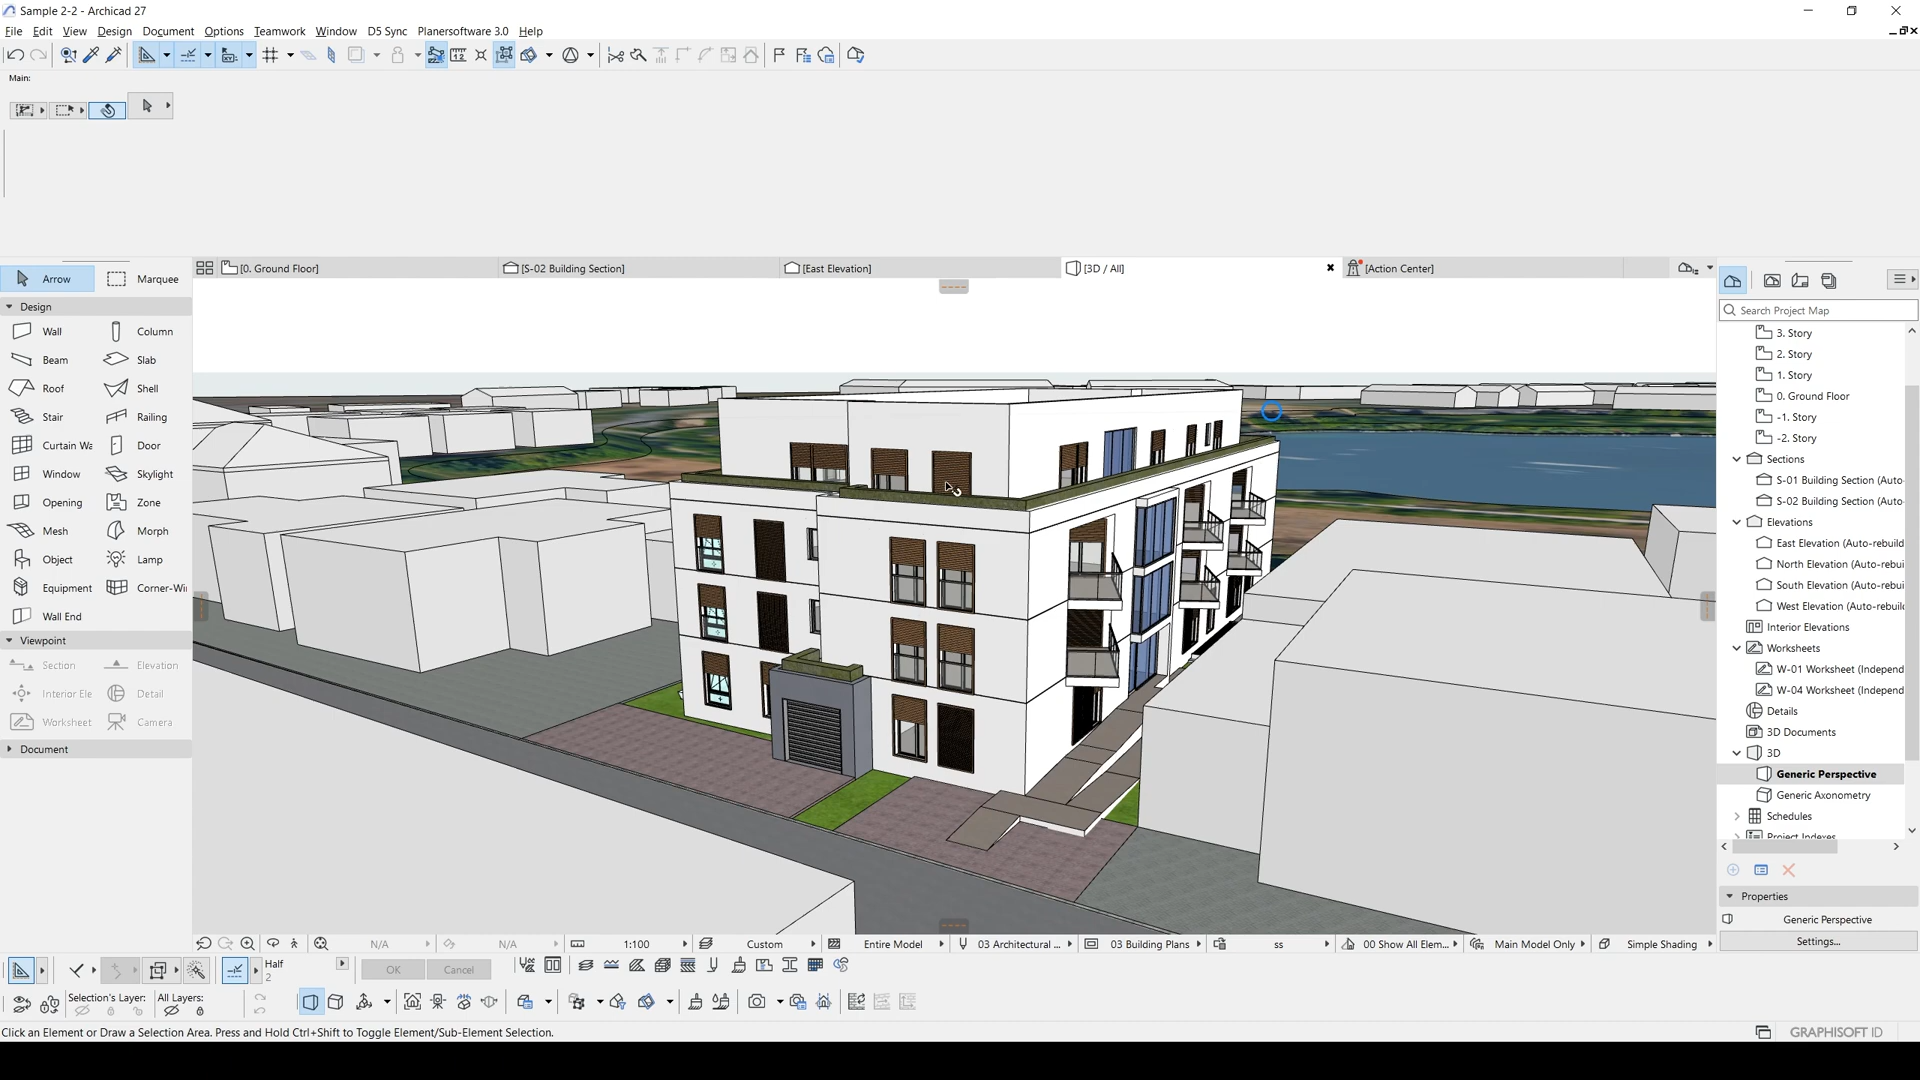 Sample 2-2 - Archicad 27
File Edit View Design Document Options Teamwork Window D5 Sync Planersoftware 3.0 Help
Main:
Arrow Marquee
[0. Ground Floor] [S-02 Building Section] [East Elevation] [3D / All] [Action Center]
Design
Wall Column
Beam Slab
Roof Shell
Stair Railing
Curtain Wa Door
Window Skylight
Opening Zone
Mesh Morph
Object Lamp
Equipment Corner-Wi
Wall End
Viewpoint
Section Elevation
Interior Ele Detail
Worksheet Camera
Document
Search Project Map
3. Story
2. Story
1. Story
0. Ground Floor
-1. Story
-2. Story
Sections
S-01 Building Section (Auto
S-02 Building Section (Auto
Elevations
East Elevation (Auto-rebuild
North Elevation (Auto-rebui
South Elevation (Auto-rebui
West Elevation (Auto-rebuil
Interior Elevations
Worksheets
W-01 Worksheet (Independ
W-04 Worksheet (Independ
Details
3D Documents
3D
Generic Perspective
Generic Axonometry
Schedules
Project Indexes
Properties
Generic Perspective
Settings...
N/A N/A 1:100 Custom Entire Model 03 Architectural ... 03 Building Plans ss 00 Show All Elem... Main Model Only Simple Shading
Half
2
OK Cancel
Selection's Layer: All Layers:
Click an Element or Draw a Selection Area. Press and Hold Ctrl+Shift to Toggle Element/Sub-Element Selection.
GRAPHISOFT ID